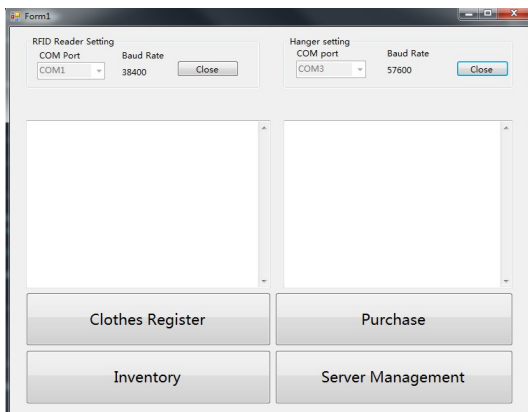 Form1
RFID Reader Setting
COM Port Baud Rate
COM1 38400 Close
Hanger setting
COM port Baud Rate
COM3 57600 Close
Clothes Register
Purchase
Inventory
Server Management